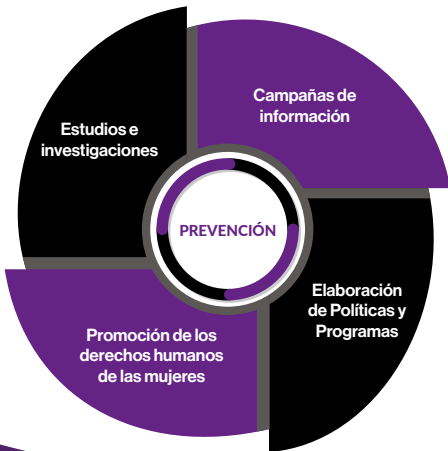 Campañas de
información
Estudios e
investigaciones
PREVENCIÓN
Elaboración
de Políticas y
Programas
Promoción de los
derechos humanos
de las mujeres